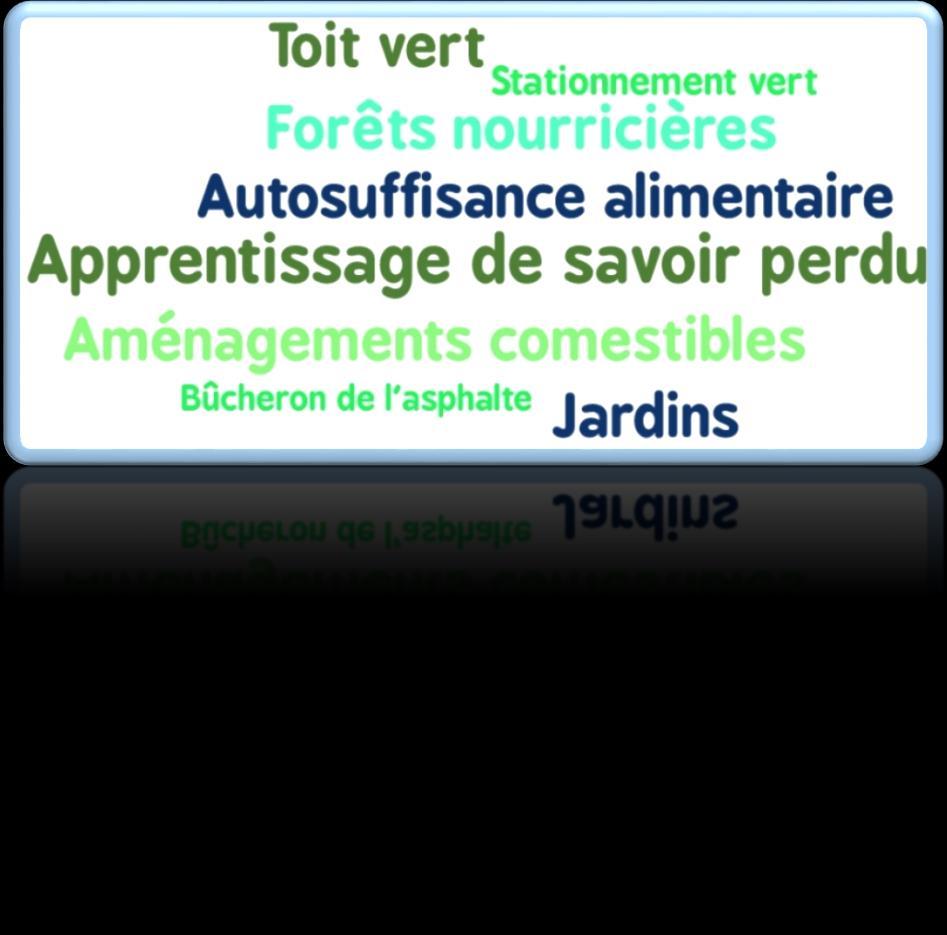 Toit vert
Stationnement vert
Forêts nourricières
Autosuffisance alimentaire
Apprentissage de savoir perdu
Aménagements comestibles
Bûcheron de l'asphalte
Jardins